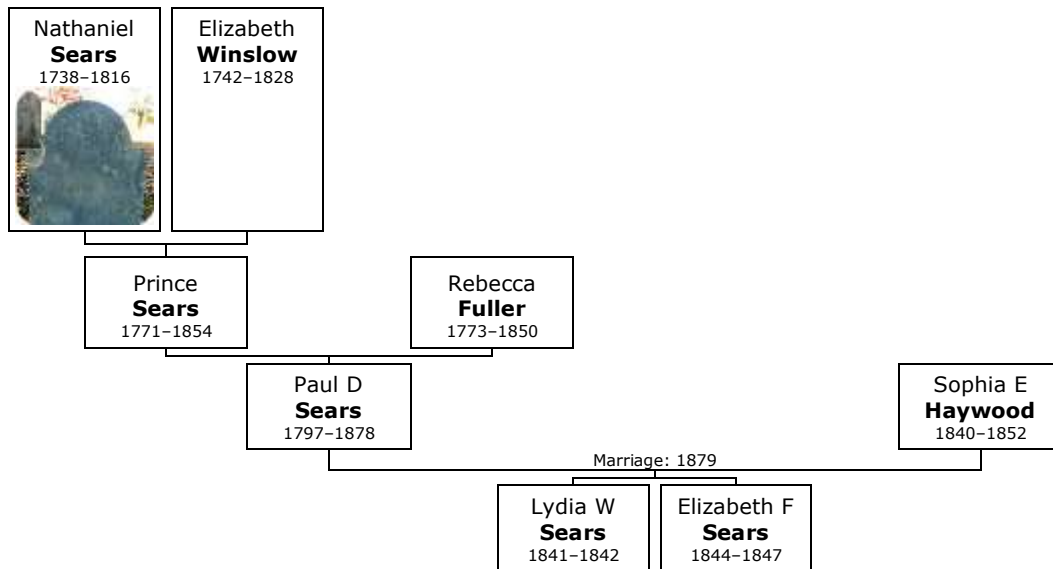 Nathaniel
Sears
1738–1816
Elizabeth
Winslow
1742–1828
Prince
Sears
1771–1854
Rebecca
Fuller
1773–1850
Paul D
Sears
1797–1878
Sophia E
Haywood
1840–1852
Marriage: 1879
Lydia W
Sears
1841–1842
Elizabeth F
Sears
1844–1847